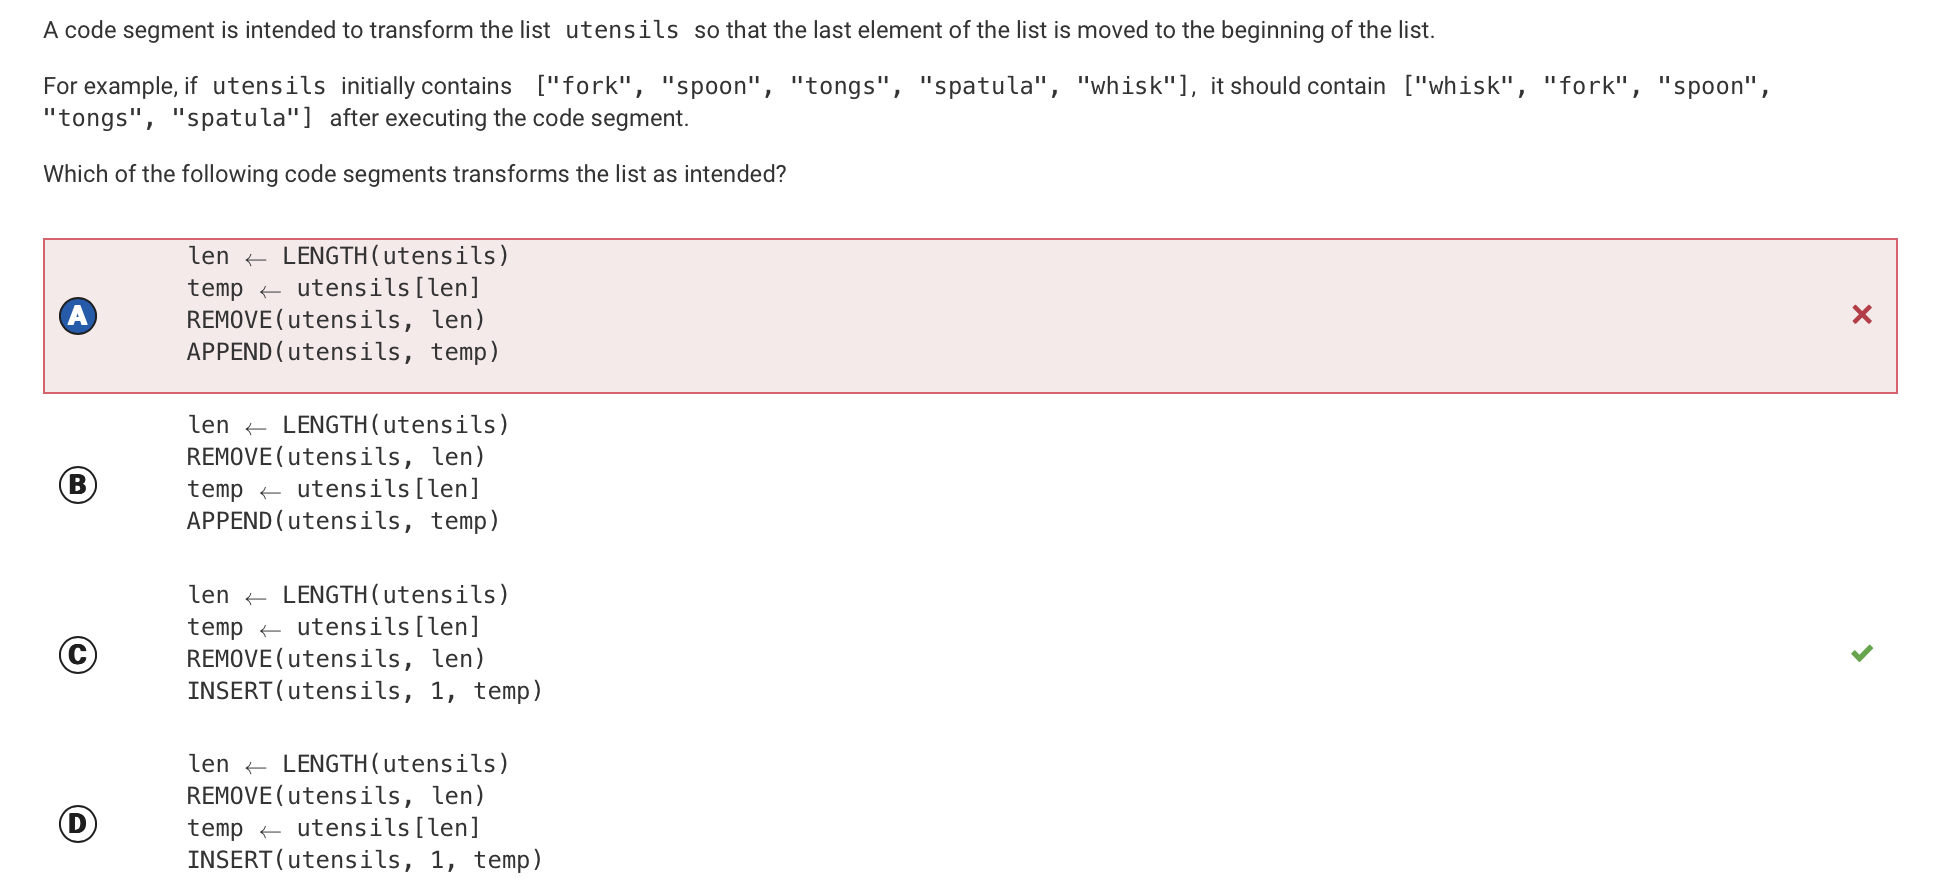 A code segment is intended to transform the list utensils so that the last element of the list is moved to the beginning of the list.
For example, if utensils initially contains ["fork", "spoon", "tongs", "spatula", "whisk"], it should contain ["whisk", "fork", "spoon",
"tongs", "spatula"] after executing the code segment.
Which of the following code segments transforms the list as intended?
len ← LENGTH(utensils)
temp ← utensils[len]
A
REMOVE(utensils, len)
APPEND(utensils, temp)
len ← LENGTH(utensils)
REMOVE(utensils, len)
B
temp ← utensils[len]
APPEND(utensils, temp)
len ← LENGTH(utensils)
temp ← utensils[len]
C
REMOVE(utensils, len)
INSERT(utensils, 1, temp)
len ← LENGTH(utensils)
REMOVE(utensils, len)
D
temp ← utensils[len]
INSERT(utensils, 1, temp)